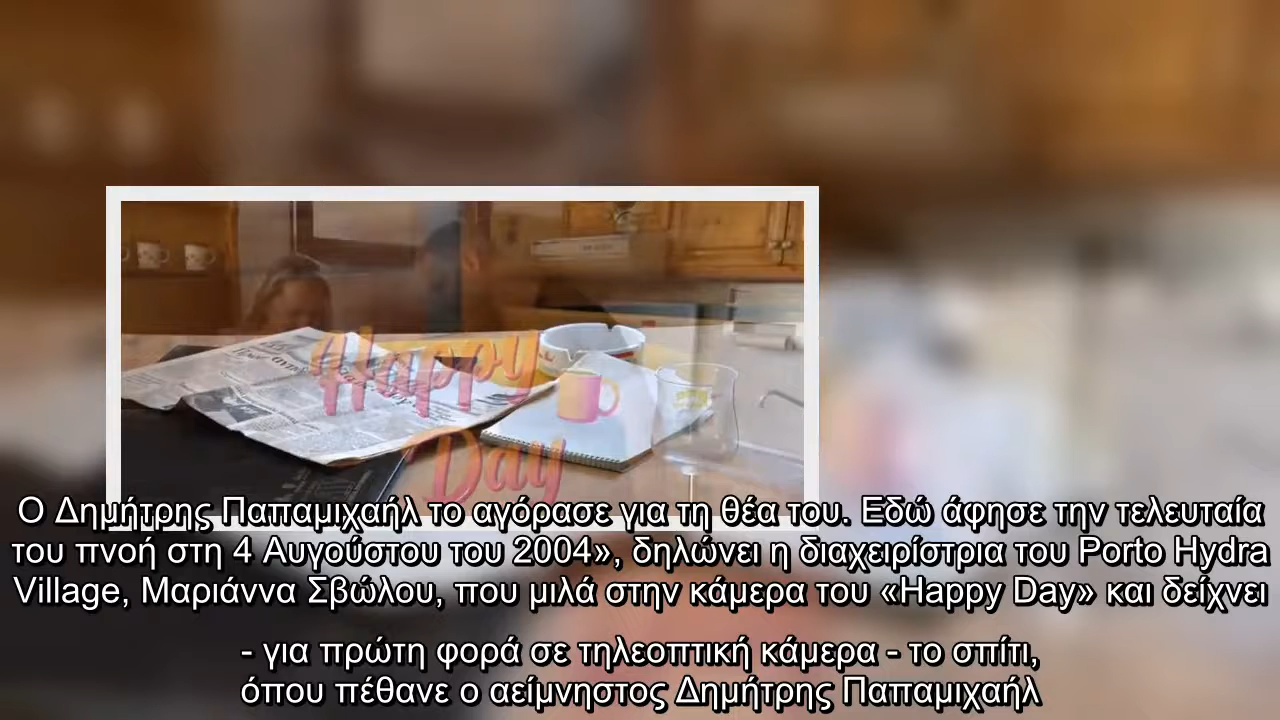 Happy
Day
Ο Δημήτρης Παπαμιχαήλ το αγόρασε για τη θέα του. Εδώ άφησε την τελευταία
του πνοή στη 4 Αυγούστου του 2004», δηλώνει η διαχειρίστρια του Porto Hydra
Village, Μαριάννα Σβώλου, που μιλά στην κάμερα του «Happy Day» και δείχνει
- για πρώτη φορά σε τηλεοπτική κάμερα - το σπίτι,
όπου πέθανε ο αείμνηστος Δημήτρης Παπαμιχαήλ